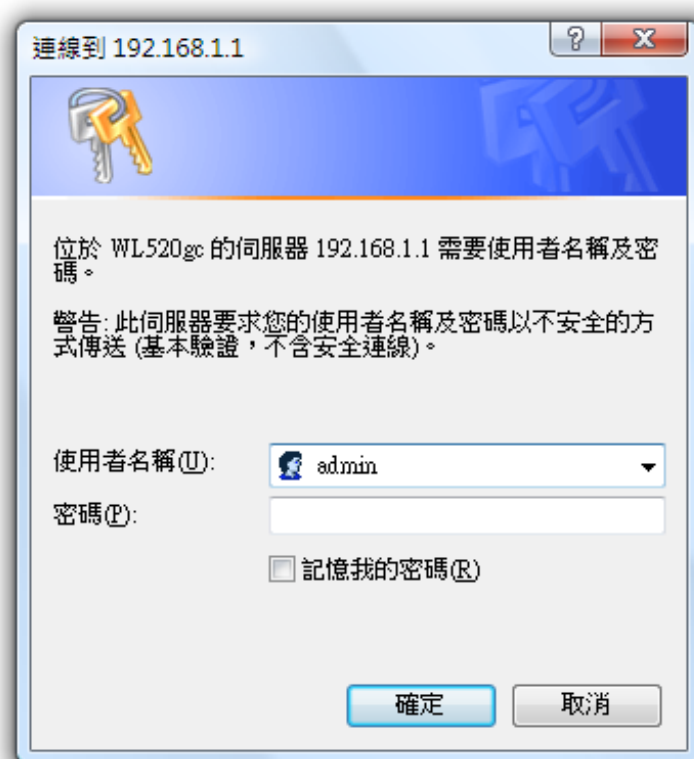 連線到 192.168.1.1
位於 WL520gc 的伺服器 192.168.1.1 需要使用者名稱及密
碼。
警告: 此伺服器要求您的使用者名稱及密碼以不安全的方
式傳送 (基本驗證，不含安全連線)。
使用者名稱(U):
admin
密碼(P):
記憶我的密碼(R)
確定 取消